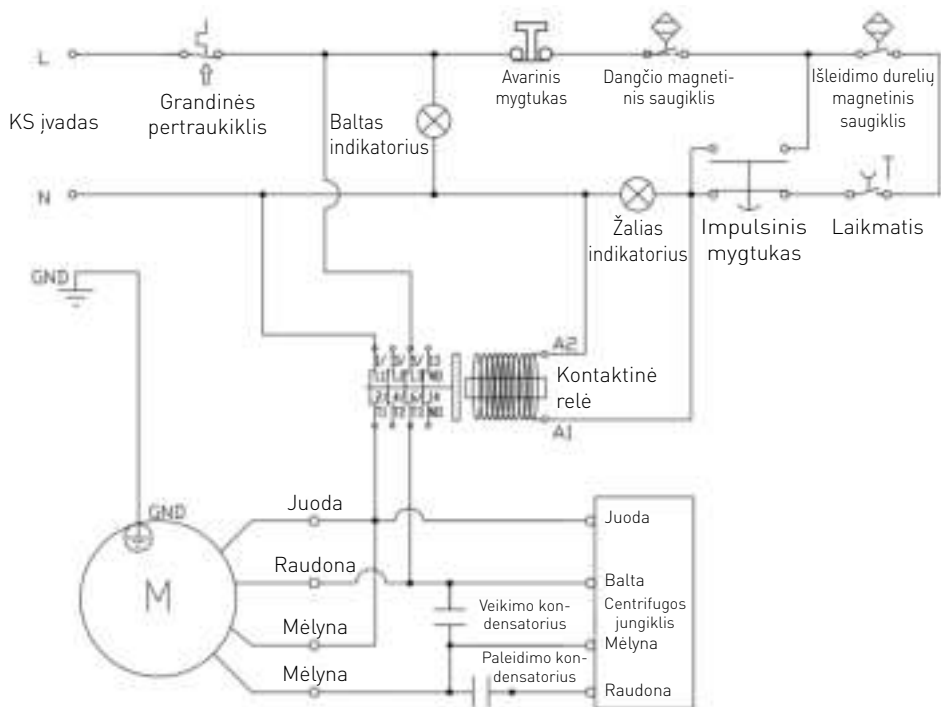 L
KS įvadas
N
Grandinės
pertraukiklis
Baltas
indikatorius
Avarinis
mygtukas
Dangčio magneti-
nis saugiklis
Išleidimo durelių
magnetinis
saugiklis
Žalias
indikatorius
Impulsinis
mygtukas
Laikmatis
GND
A2
Kontaktinė
relė
A1
GND
M
Juoda
Raudona
Mėlyna
Mėlyna
Veikimo kon-
densatorius
Paleidimo kon-
densatorius
Juoda
Balta
Centrifugos
jungiklis
Mėlyna
Raudona